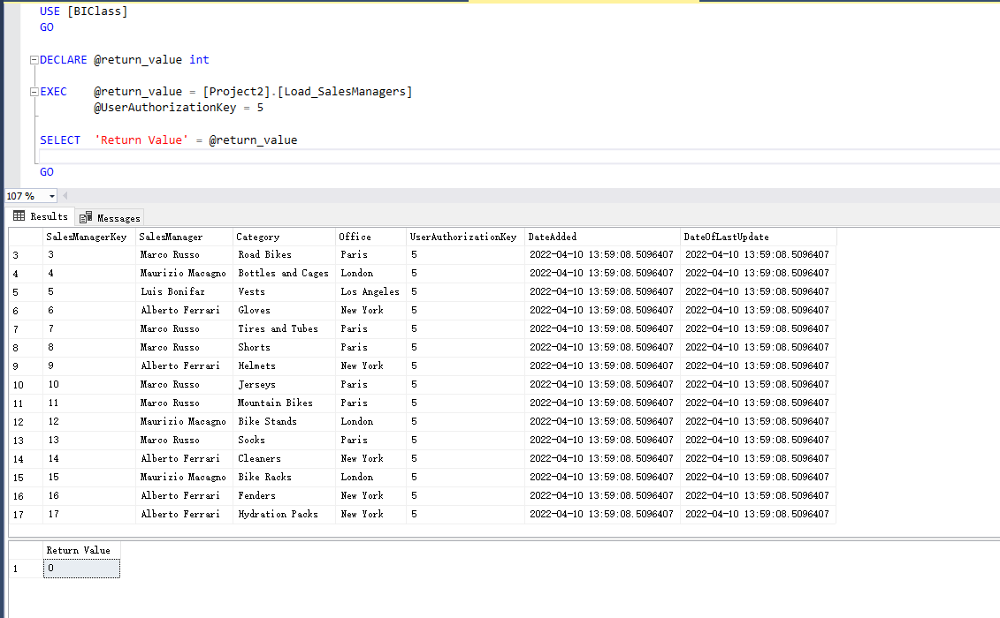 USE [BIClass]
GO
DECLARE @return_value int
EXEC @return_value = [Project2].[Load_SalesManagers]
@UserAuthorizationKey = 5
SELECT 'Return Value' = @return_value
GO
107 %
Results Messages
SalesManagerKey SalesManager Category Office UserAuthorizationKey DateAdded DateOfLastUpdate
3 3 Marco Russo Road Bikes Paris 5 2022-04-10 13:59:08.5096407 2022-04-10 13:59:08.5096407
4 4 Maurizio Macagno Bottles and Cages London 5 2022-04-10 13:59:08.5096407 2022-04-10 13:59:08.5096407
5 5 Luis Bonifaz Vests Los Angeles 5 2022-04-10 13:59:08.5096407 2022-04-10 13:59:08.5096407
6 6 Alberto Ferrari Gloves New York 5 2022-04-10 13:59:08.5096407 2022-04-10 13:59:08.5096407
7 7 Marco Russo Tires and Tubes Paris 5 2022-04-10 13:59:08.5096407 2022-04-10 13:59:08.5096407
8 8 Marco Russo Shorts Paris 5 2022-04-10 13:59:08.5096407 2022-04-10 13:59:08.5096407
9 9 Alberto Ferrari Helmets New York 5 2022-04-10 13:59:08.5096407 2022-04-10 13:59:08.5096407
10 10 Marco Russo Jerseys Paris 5 2022-04-10 13:59:08.5096407 2022-04-10 13:59:08.5096407
11 11 Marco Russo Mountain Bikes Paris 5 2022-04-10 13:59:08.5096407 2022-04-10 13:59:08.5096407
12 12 Maurizio Macagno Bike Stands London 5 2022-04-10 13:59:08.5096407 2022-04-10 13:59:08.5096407
13 13 Marco Russo Socks Paris 5 2022-04-10 13:59:08.5096407 2022-04-10 13:59:08.5096407
14 14 Alberto Ferrari Cleaners New York 5 2022-04-10 13:59:08.5096407 2022-04-10 13:59:08.5096407
15 15 Maurizio Macagno Bike Racks London 5 2022-04-10 13:59:08.5096407 2022-04-10 13:59:08.5096407
16 16 Alberto Ferrari Fenders New York 5 2022-04-10 13:59:08.5096407 2022-04-10 13:59:08.5096407
17 17 Alberto Ferrari Hydration Packs New York 5 2022-04-10 13:59:08.5096407 2022-04-10 13:59:08.5096407
Return Value
1 0